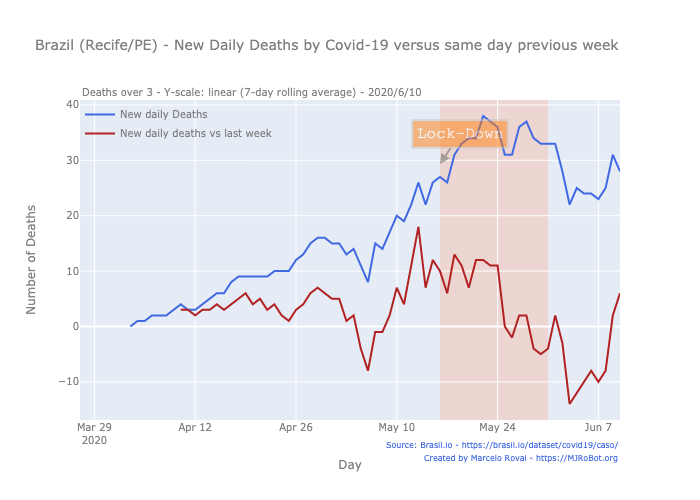 Brazil (Recife/PE) - New Daily Deaths by Covid-19 versus same day previous week
Deaths over 3 - Y-scale: linear (7-day rolling average) - 2020/6/10
New daily Deaths
New daily deaths vs last week
Lock-Down
Number of Deaths
40
30
20
10
0
−10
Mar 29
2020
Apr 12
Apr 26
May 10
May 24
Jun 7
Day
Source: Brasil.io - https://brasil.io/dataset/covid19/caso/
Created by Marcelo Rovai - https://MJRoBot.org